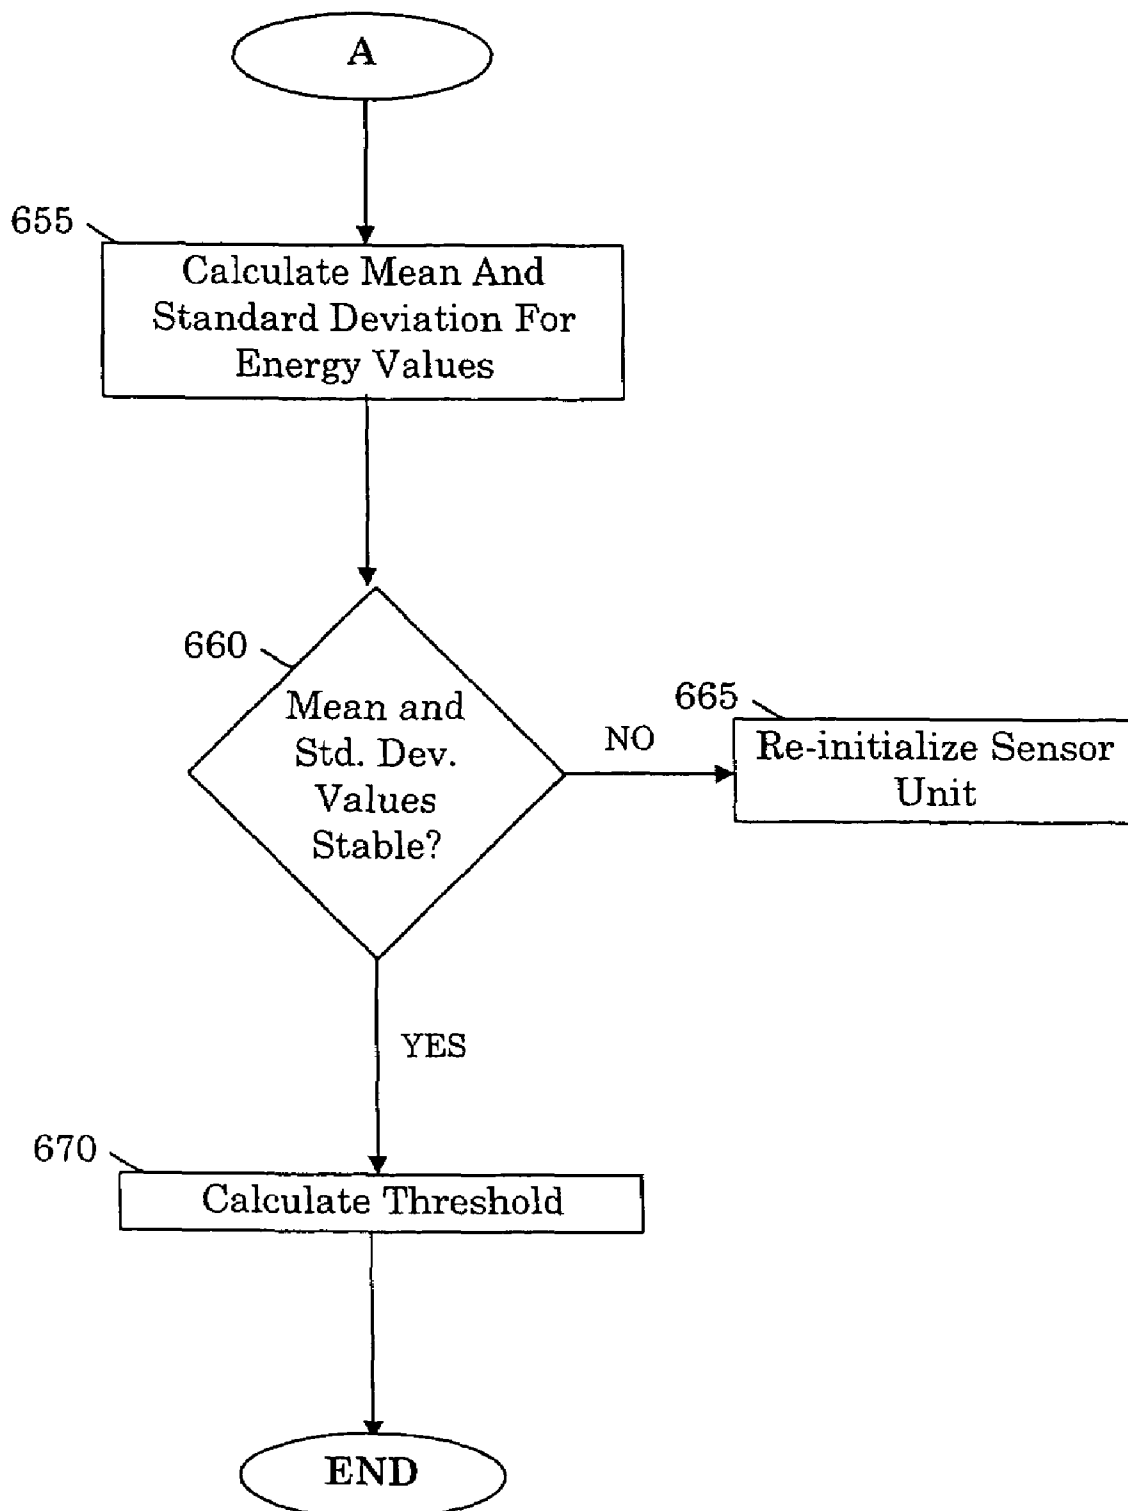 A
655
Calculate Mean And
Standard Deviation For
Energy Values
660
Mean and
Std. Dev.
Values
Stable?
NO
665
Re-initialize Sensor
Unit
YES
670
Calculate Threshold
END